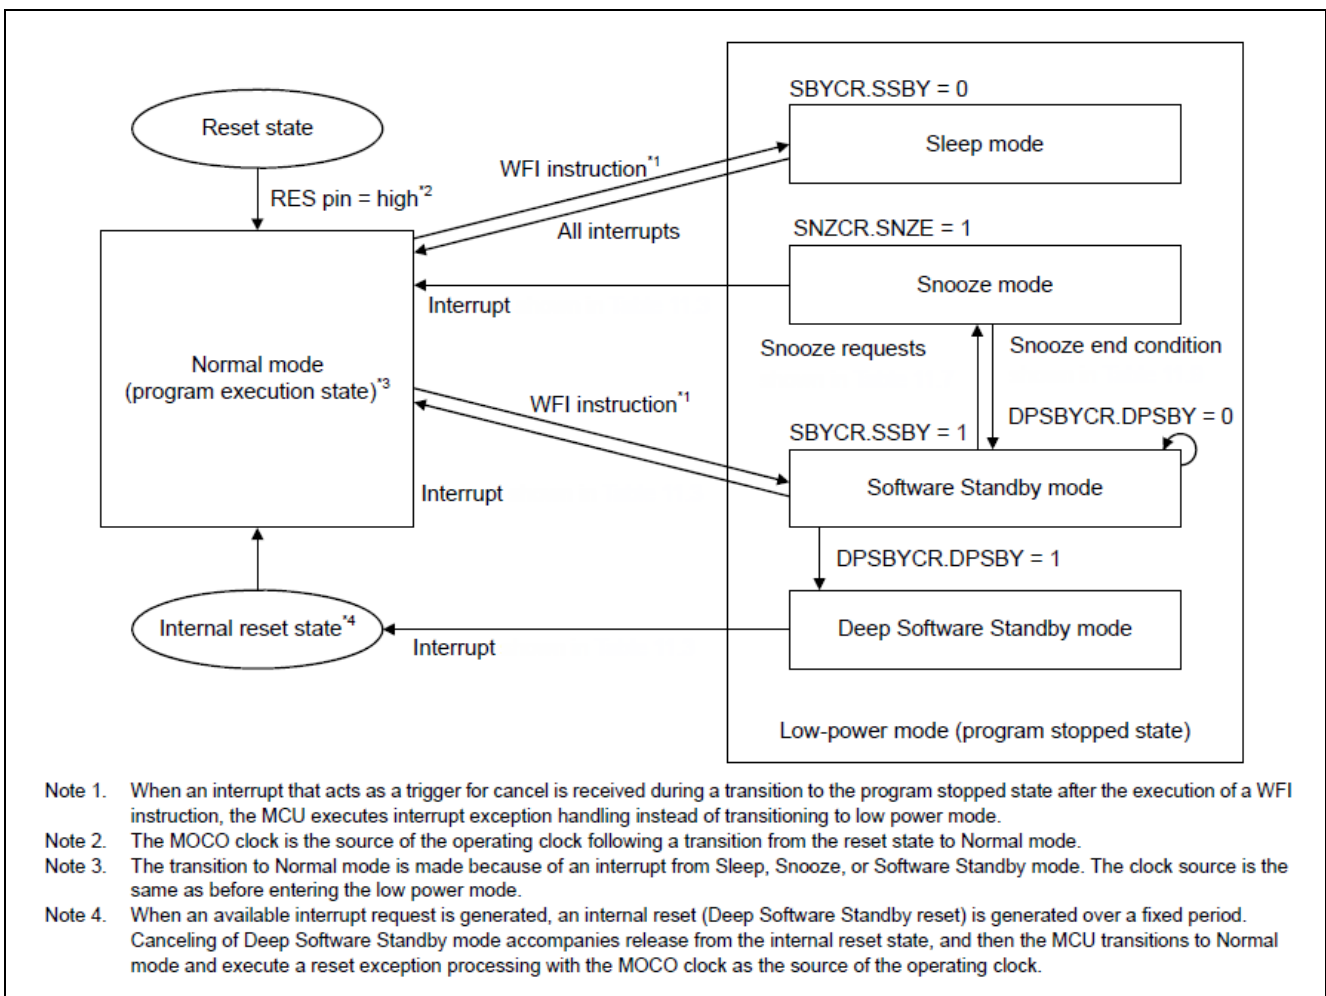 SBYCR.SSBY = 0
Reset state
Sleep mode
WFI instruction*1
RES pin = high*2
All interrupts
SNZCR.SNZE = 1
Snooze mode
Interrupt
Snooze requests
Snooze end condition
Normal mode
(program execution state)*3
WFI instruction*1
DPSBYCR.DPSBY = 0
SBYCR.SSBY = 1
Software Standby mode
Interrupt
DPSBYCR.DPSBY = 1
Internal reset state*4
Deep Software Standby mode
Interrupt
Low-power mode (program stopped state)
Note 1. When an interrupt that acts as a trigger for cancel is received during a transition to the program stopped state after the execution of a WFI
instruction, the MCU executes interrupt exception handling instead of transitioning to low power mode.
Note 2. The MOCO clock is the source of the operating clock following a transition from the reset state to Normal mode.
Note 3. The transition to Normal mode is made because of an interrupt from Sleep, Snooze, or Software Standby mode. The clock source is the
same as before entering the low power mode.
Note 4. When an available interrupt request is generated, an internal reset (Deep Software Standby reset) is generated over a fixed period.
Canceling of Deep Software Standby mode accompanies release from the internal reset state, and then the MCU transitions to Normal
mode and execute a reset exception processing with the MOCO clock as the source of the operating clock.